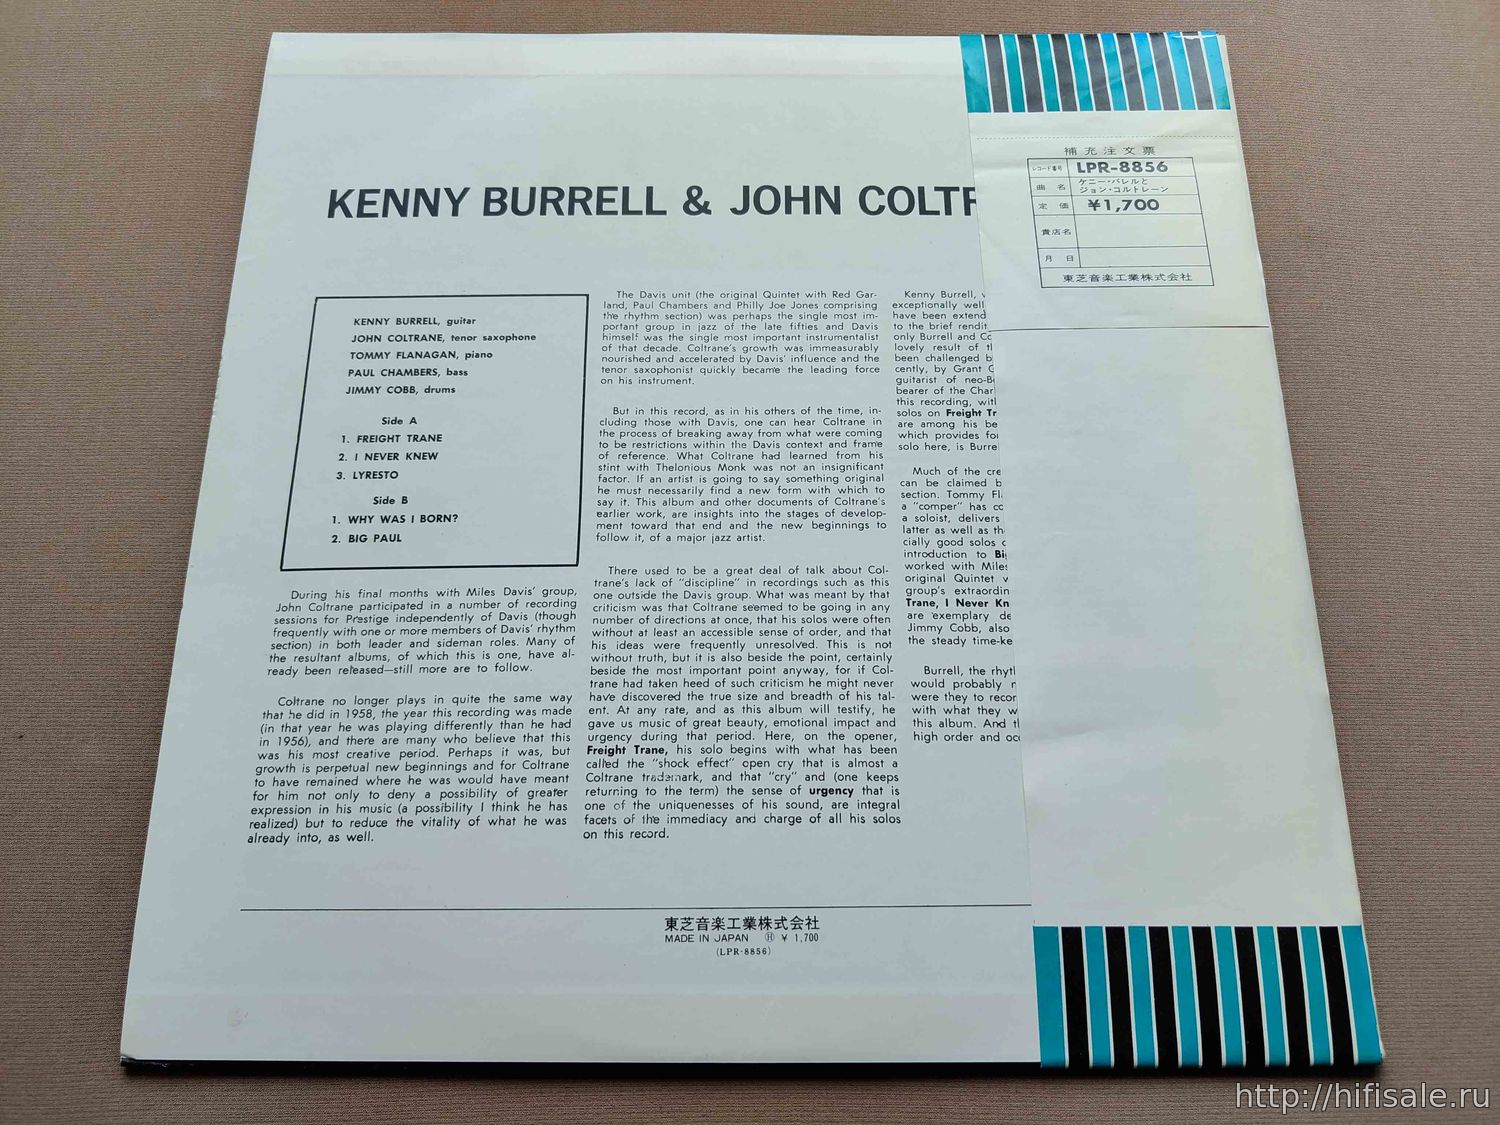 KENNY BURRELL & JOHN COLTR
KENNY BURRELL, guitar
JOHN COLTRANE, tenor saxophone
TOMMY FLANAGAN, piano
PAUL CHAMBERS, bass
JIMMY COBB, drums
Side A
1. FREIGHT TRANE
2. I NEVER KNEW
3. LYRESTO
Side B
1. WHY WAS I BORN?
2. BIG PAUL
During his final months with Miles Davis' group,
John Coltrane participated in a number of recording
sessions for Prestige independently of Davis (though
frequently with one or more members of Davis' rhythm
section) in both leader and sideman roles. Many of
the resultant albums, of which this is one, have al-
ready been released—still more are to follow.
Coltrane no longer plays in quite the same way
that he did in 1958, the year this recording was made
(in that year he was playing differently than he had
in 1956), and there are many who believe that this
was his most creative period. Perhaps it was, but
growth is perpetual new beginnings and for Coltrane
to have remained where he was would have meant
for him not only to deny a possibility of greater
expression in his music (a possibility I think he has
realized) but to reduce the vitality of what he was
already into, as well.
The Davis unit (the original Quintet with Red Gar-
land, Paul Chambers and Philly Joe Jones comprising
the rhythm section) was perhaps the single most im-
portant group in jazz of the late fifties and Davis
himself was the single most important instrumentalist
of that decade. Coltrane's growth was immeasurably
nourished and accelerated by Davis' influence and the
tenor saxophonist quickly became the leading force
on his instrument.
But in this record, as in his others of the time, in-
cluding those with Davis, one can hear Coltrane in
the process of breaking away from what were coming
to be restrictions within the Davis context and frame
of reference. What Coltrane had learned from his
stint with Thelonious Monk was not an insignificant
factor. If an artist is going to say something original
he must necessarily find a new form with which to
say it. This album and other documents of Coltrane's
earlier work, are insights into the stages of develop-
ment toward that end and the new beginnings to
follow it, of a major jazz artist.
There used to be a great deal of talk about Col-
trane's lack of "discipline" in recordings such as this
one outside the Davis group. What was meant by that
criticism was that Coltrane seemed to be going in any
number of directions at once, that his solos were often
without at least an accessible sense of order, and that
his ideas were frequently unresolved. This is not
without truth, but it is also beside the point, certainly
beside the most important point anyway, for if Col-
trane had taken heed of such criticism he might never
have discovered the true size and breadth of his tal-
ent. At any rate, and as this album will testify, he
gave us music of great beauty, emotional impact and
urgency during that period. Here, on the opener,
Freight Trane, his solo begins with what has been
called the "shock effect" open cry that is almost a
Coltrane trademark, and that "cry" and (one keeps
returning to the term) the sense of urgency that is
one of the uniquenesses of his sound, are integral
facets of the immediacy and charge of all his solos
on this record.
Kenny Burrell,
exceptionally well
have been extend
to the brief rendit
only Burrell and Co
lovely result of th
been challenged b
cently, by Grant G
guitarist of neo-B
bearer of the Char
this recording, wit
solos on Freight Tr
are among his be
which provides for
solo here, is Burre
Much of the cre
can be claimed b
section. Tommy Fl
a "comper" has co
a soloist, delivers
latter as well as th
cially good solos o
introduction to Bi
worked with Miles
original Quintet w
group's extraordin
Trane, I Never Kn
are exemplary de
Jimmy Cobb, also
the steady time-ke
Burrell, the rhyt
would probably n
were they to recor
with what they w
this album. And t
high order and occ
補充注文票
レコード番号 LPR-8856
曲名 ケニー・バレルと
ジョン・コルトレーン
定価 ¥1,700
貴店名
月 日
東芝音楽工業株式会社
東芝音楽工業株式会社
MADE IN JAPAN Ⓗ ¥ 1,700
(LPR-8856)
http://hifisale.ru